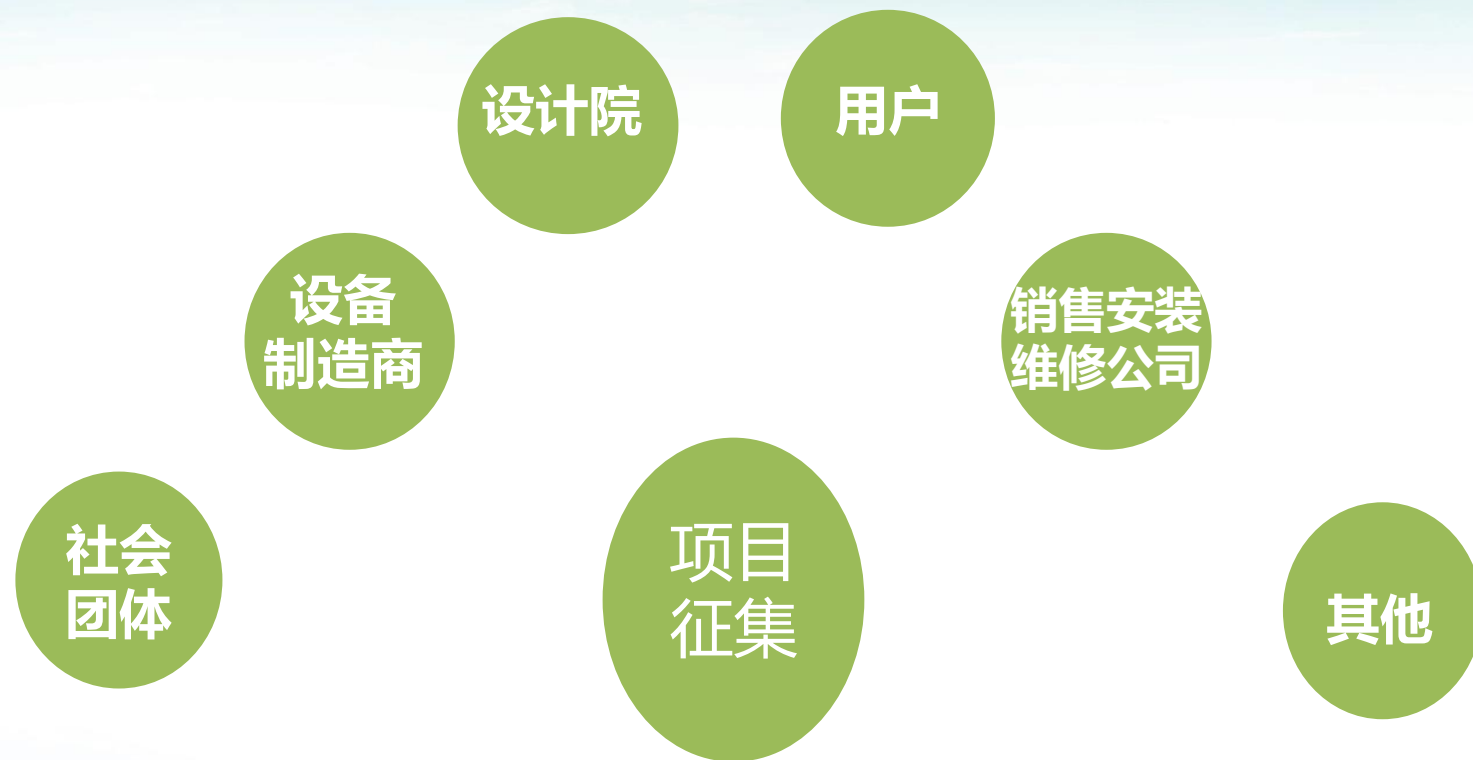 设计院
用户
设备
制造商
销售安装
维修公司
社会
团体
项目
征集
其他